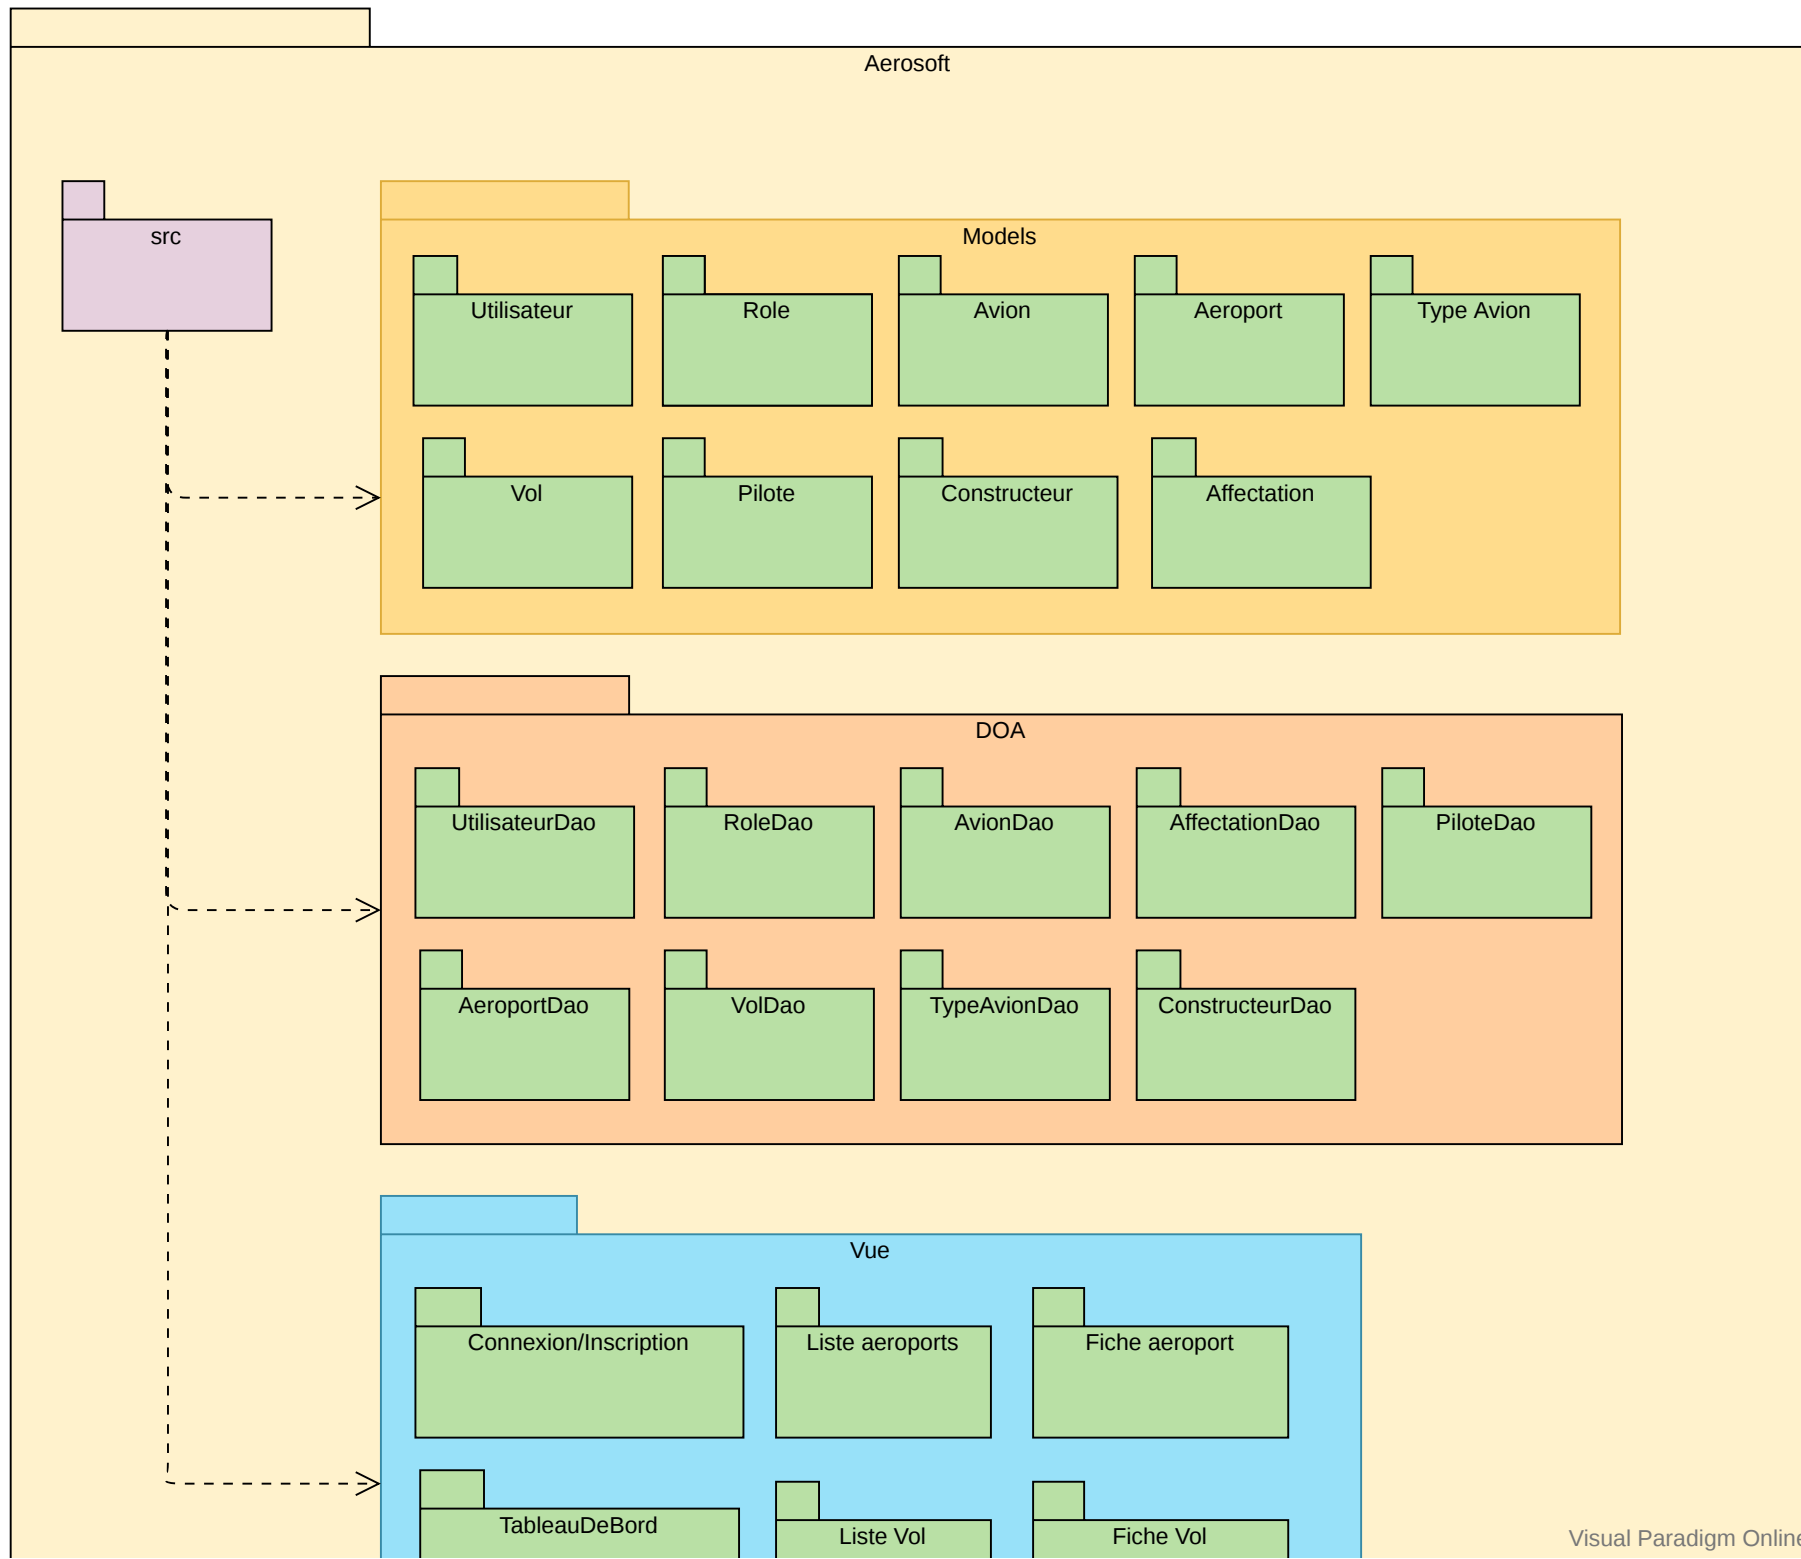 Aerosoft
src
Models
Utilisateur
Role
Avion
Aeroport
Type Avion
Vol
Pilote
Constructeur
Affectation
DOA
UtilisateurDao
RoleDao
AvionDao
AffectationDao
PiloteDao
AeroportDao
VolDao
TypeAvionDao
ConstructeurDao
Vue
Connexion/Inscription
Liste aeroports
Fiche aeroport
TableauDeBord
Liste Vol
Fiche Vol
Visual Paradigm Online